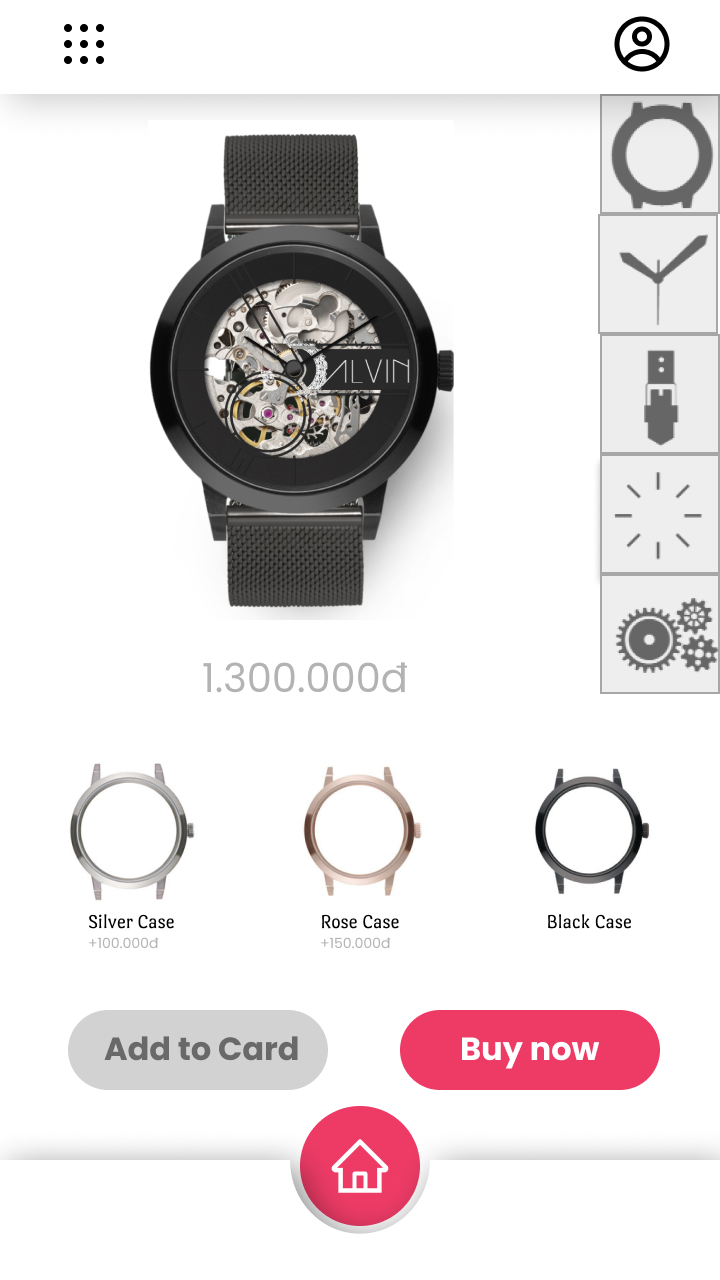 ALVIN
1.300.000đ
Silver Case
+100.000đ
Rose Case
+150.000đ
Black Case
Add to Card
Buy now